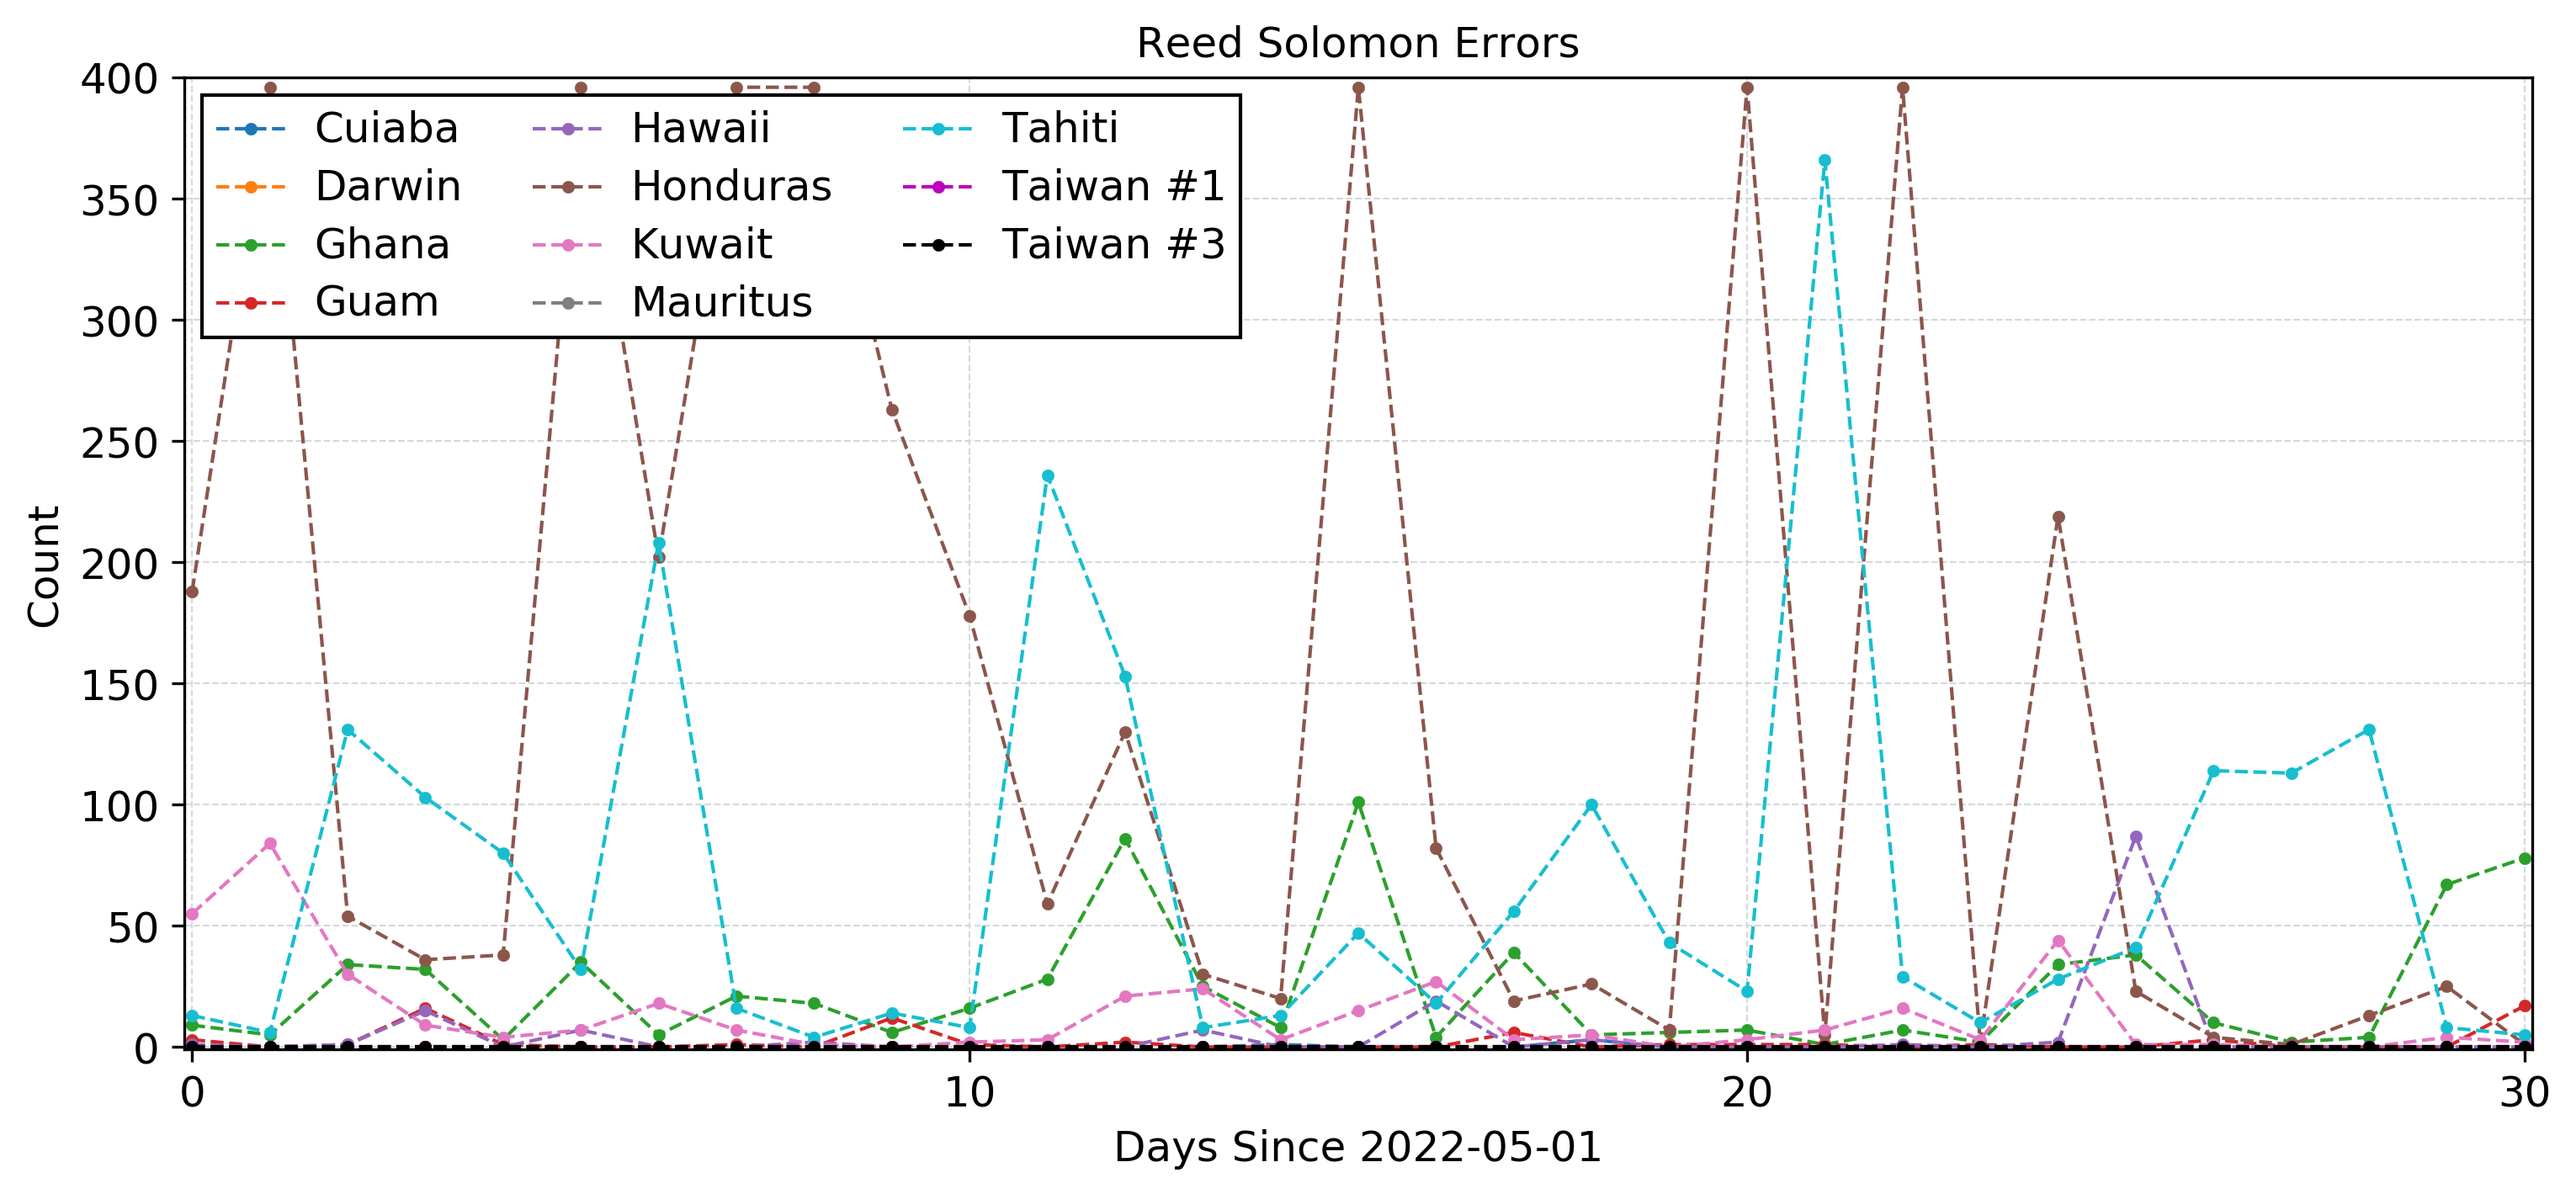 Reed Solomon Errors
400
350
300
250
200
150
100
50
0
Count
Cuiaba
Darwin
Ghana
Guam
Hawaii
Honduras
Kuwait
Mauritus
Tahiti
Taiwan #1
Taiwan #3
0 10 20 30
Days Since 2022-05-01